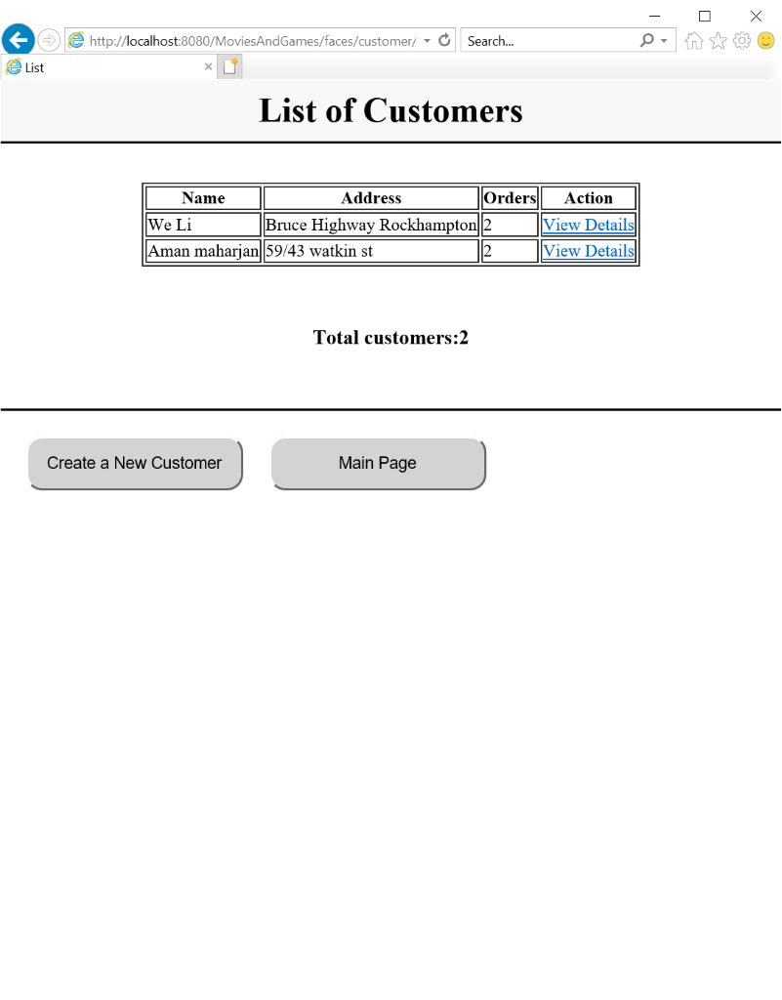 http://localhost:8080/MoviesAndGames/faces/customer/ Search...
List
List of Customers
Name Address Orders Action
We Li Bruce Highway Rockhampton 2 View Details
Aman maharjan 59/43 watkin st 2 View Details
Total customers:2
Create a New Customer Main Page